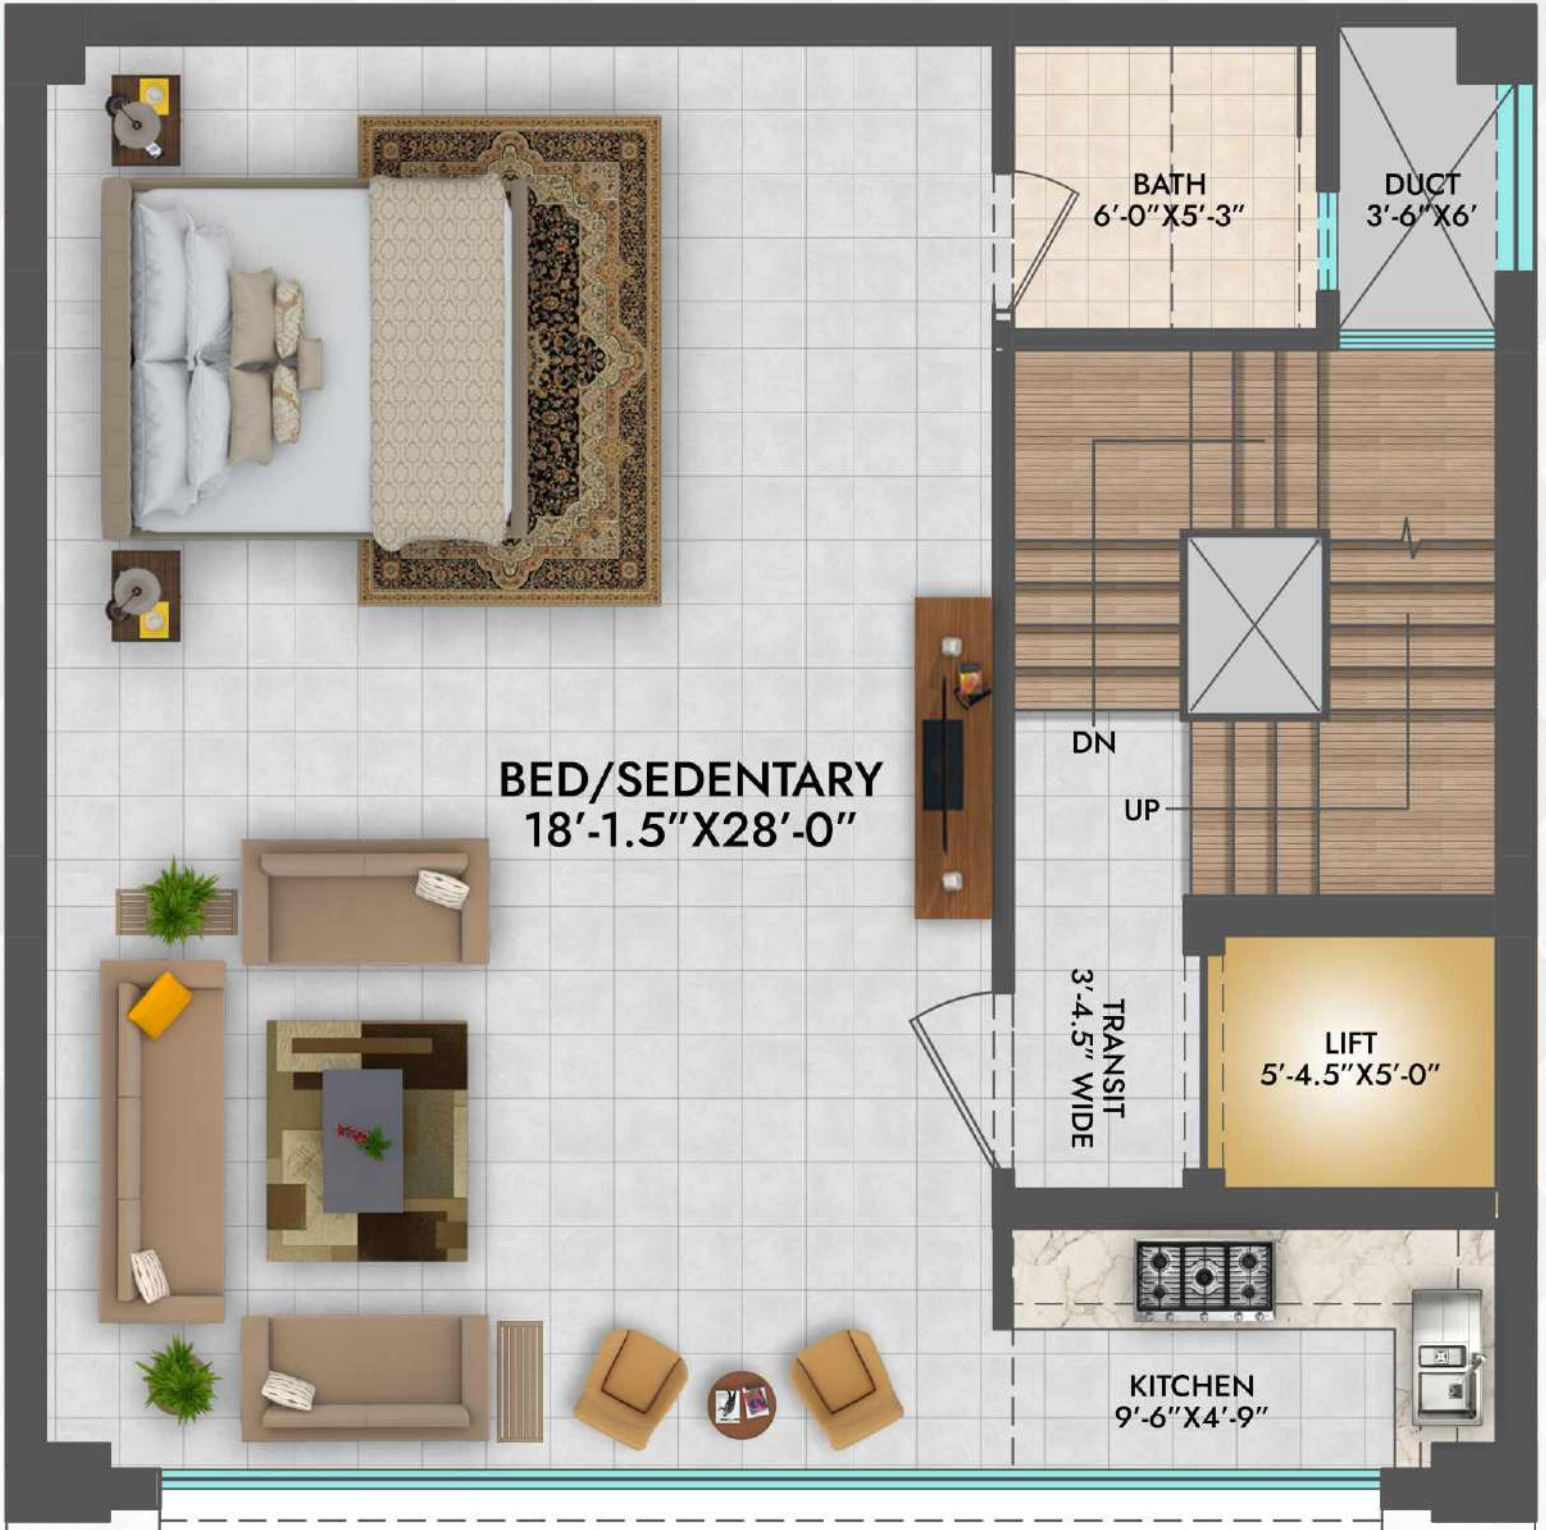 BATH
6'-0"X5'-3"
DUCT
3'-6"X6'
DN
BED/SEDENTARY
18'-1.5"X28'-0"
UP
TRANSIT
3'-4.5" WIDE
LIFT
5'-4.5"X5'-0"
KITCHEN
9'-6"X4'-9"